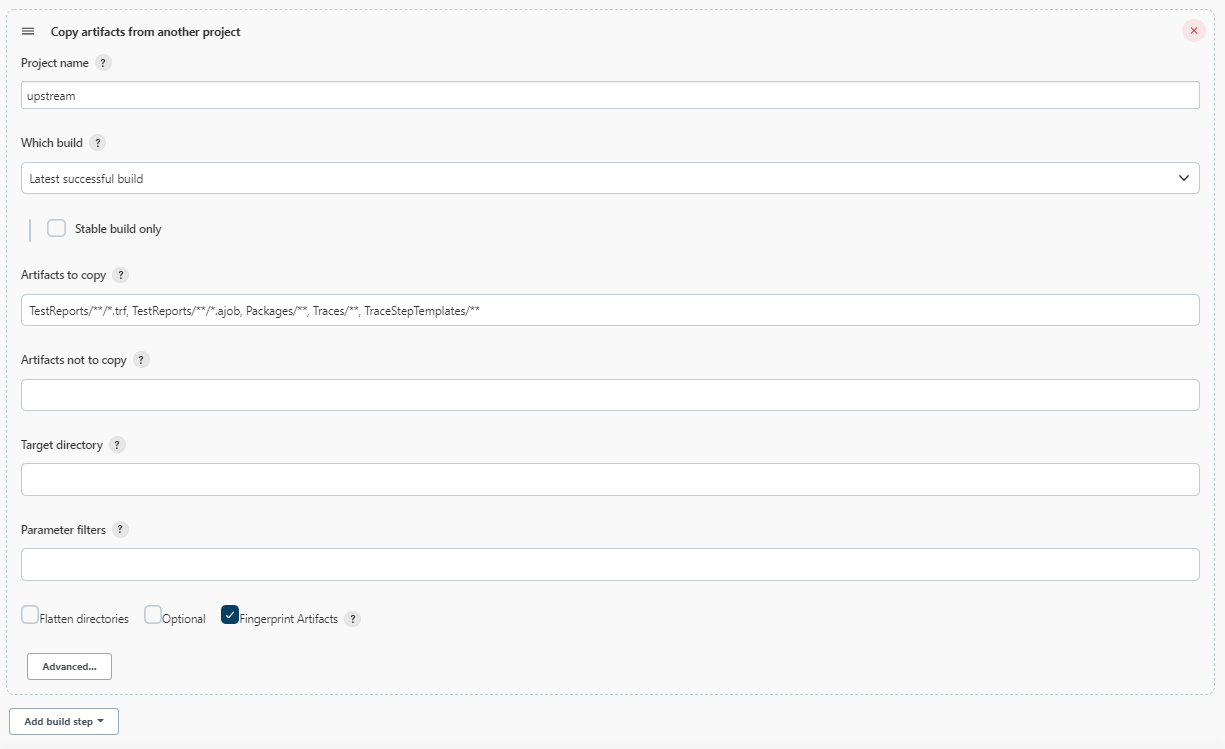 Copy artifacts from another project
Project name ?
upstream
Which build ?
Latest successful build
Stable build only
Artifacts to copy ?
TestReports/**/*.trf, TestReports/**/*.ajob, Packages/**, Traces/**, TraceStepTemplates/**
Artifacts not to copy ?
Target directory ?
Parameter filters ?
Flatten directories Optional Fingerprint Artifacts ?
Advanced...
Add build step